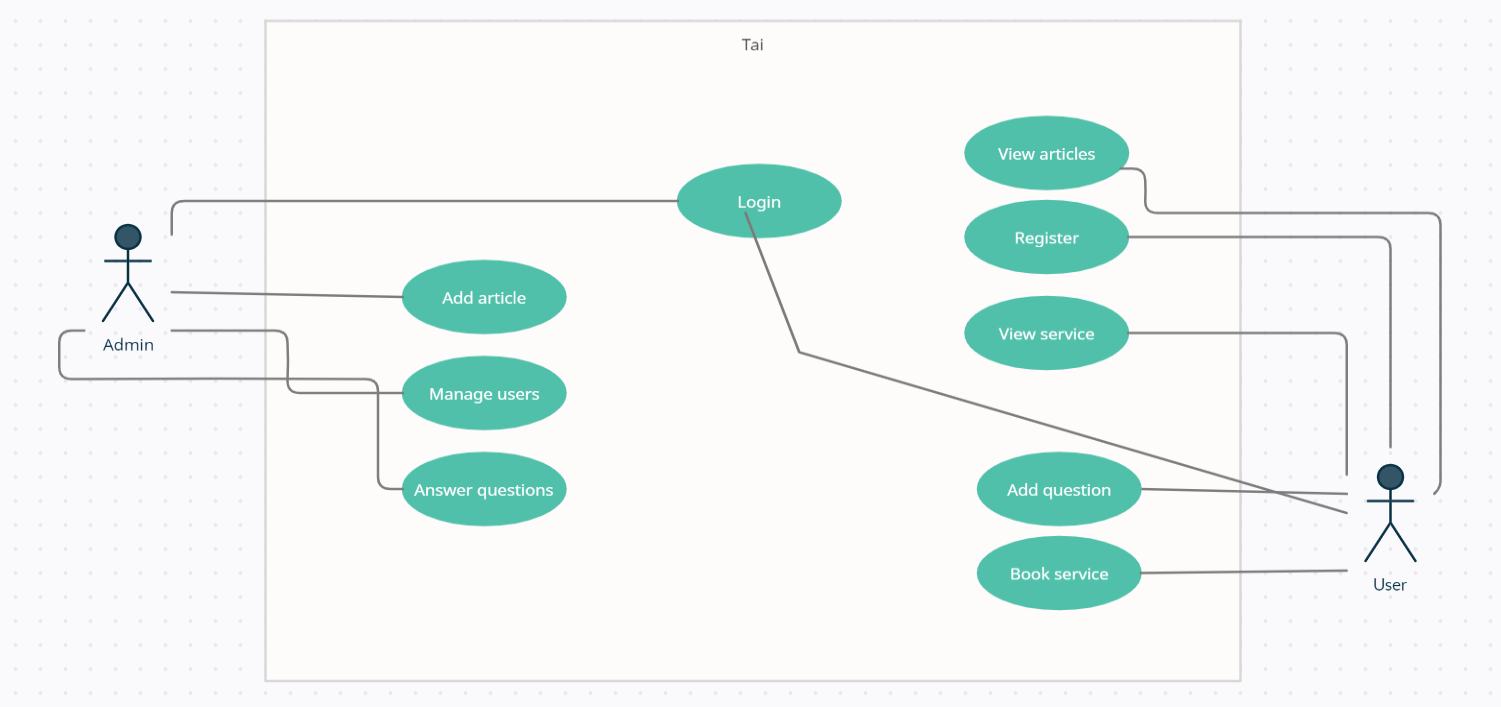 Tai
View articles
Login
Register
Add article
View service
Admin
Manage users
Answer questions
Add question
Book service
User